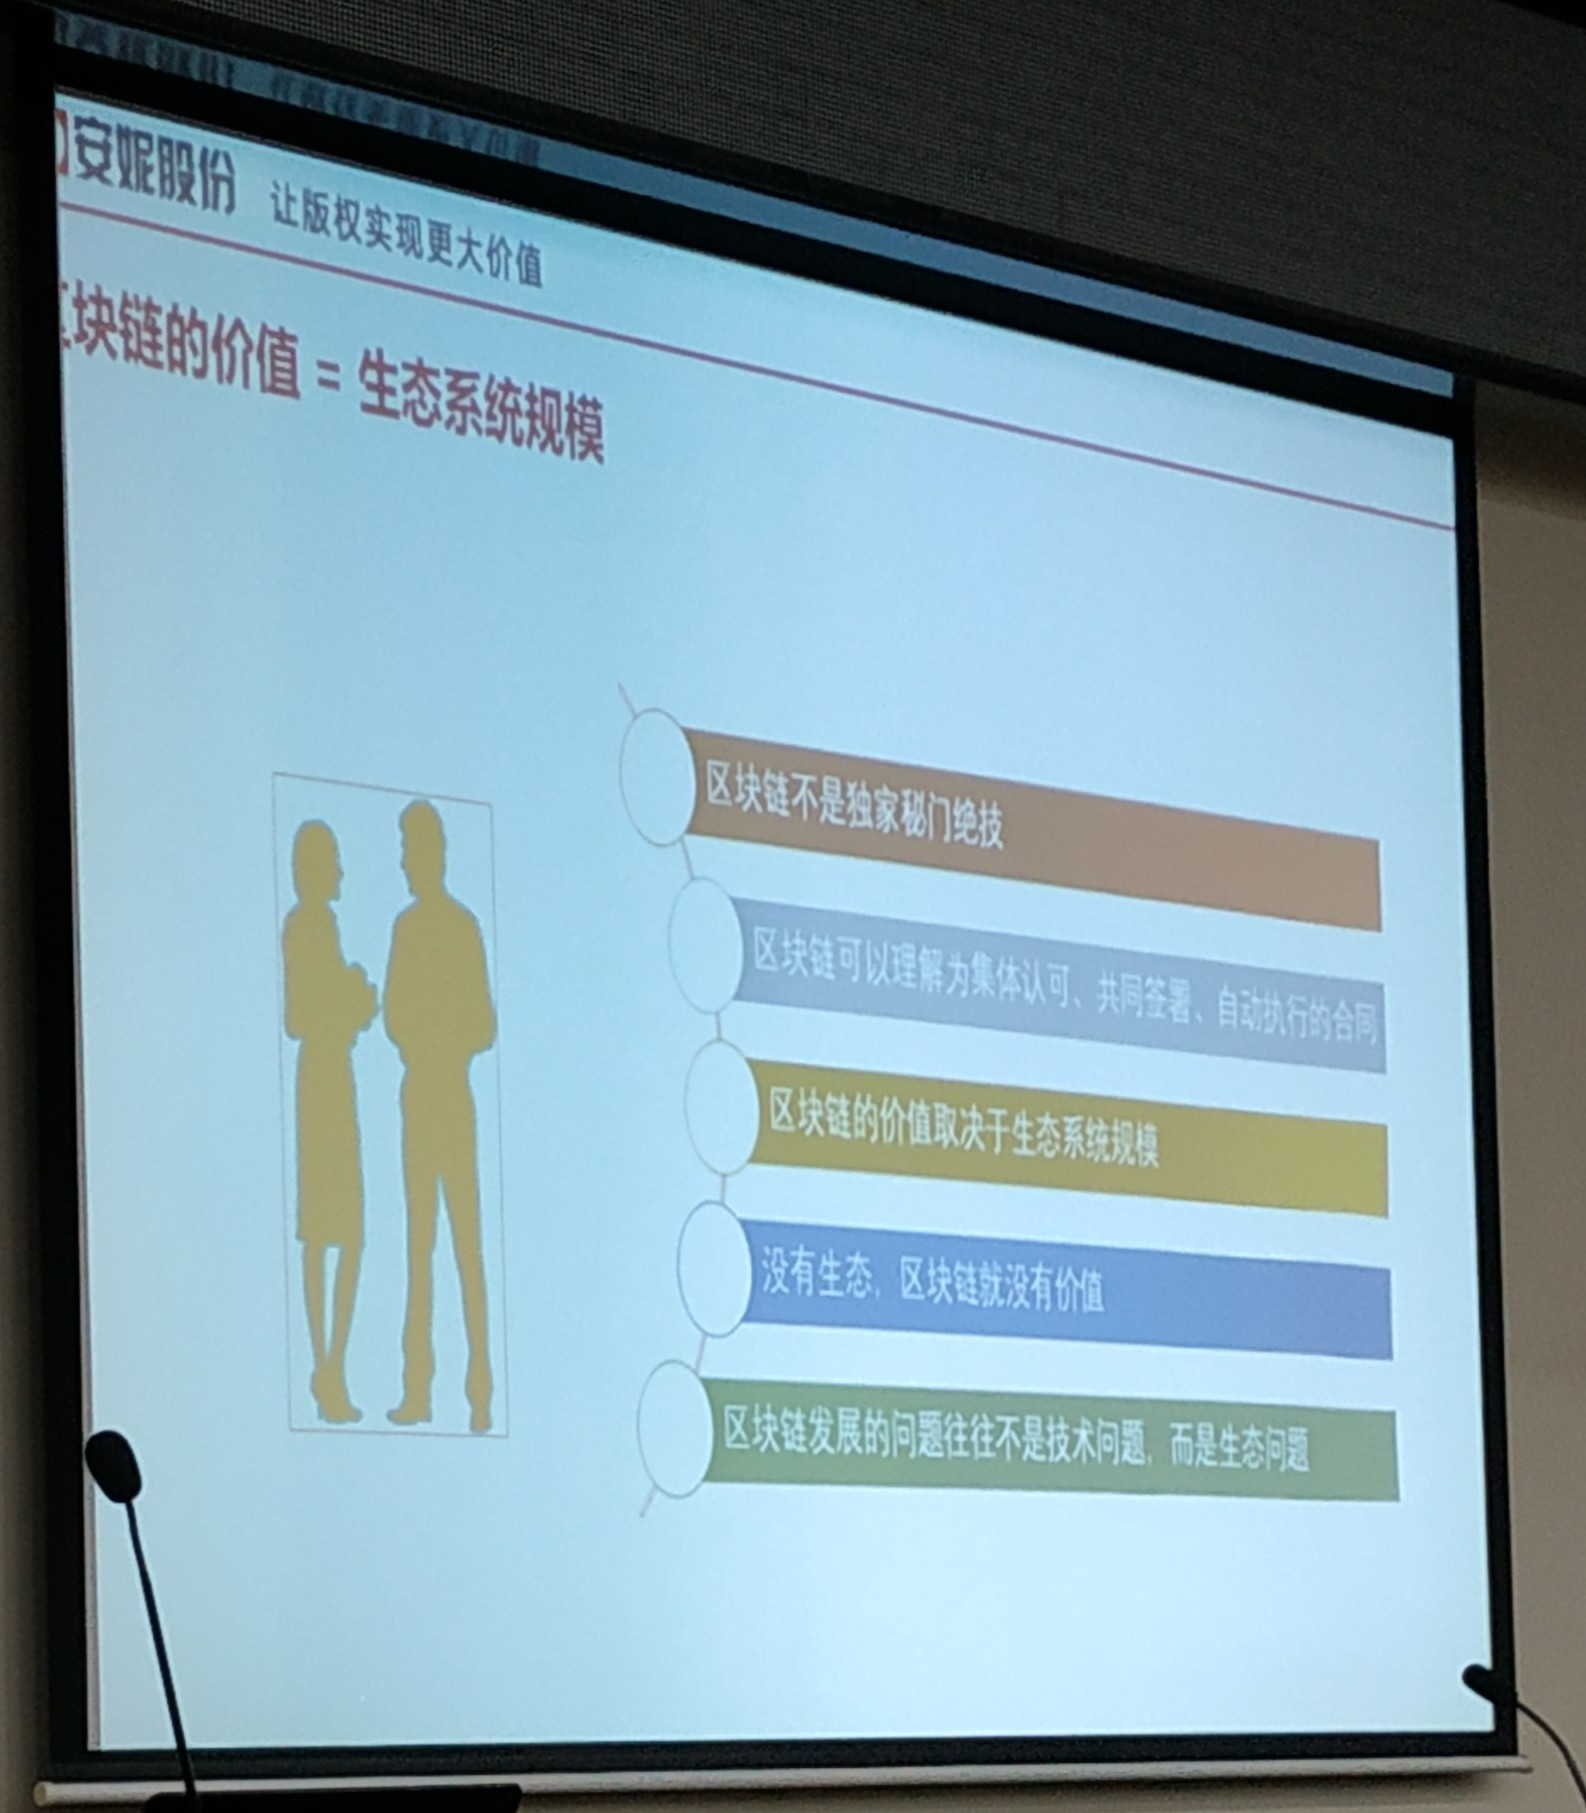 安妮股份 让版权实现更大价值
区块链的价值 = 生态系统规模
区块链不是独家秘门绝技
区块链可以理解为集体认可、共同签署、自动执行的合同
区块链的价值取决于生态系统规模
没有生态，区块链就没有价值
区块链发展的问题往往不是技术问题，而是生态问题